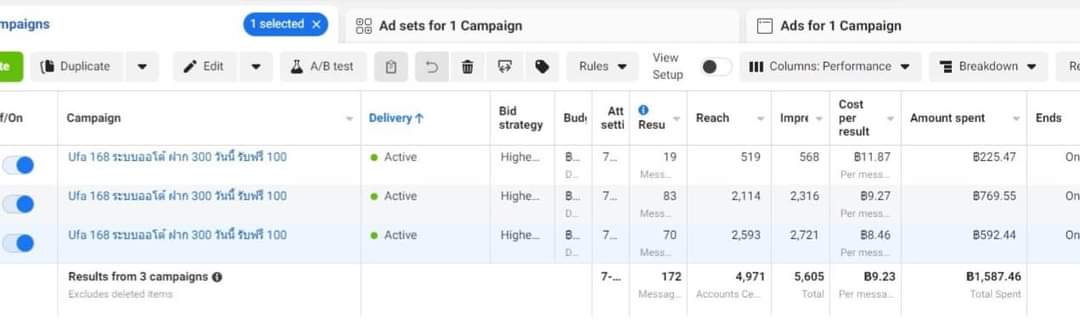 mpaigns
1 selected ×
Ad sets for 1 Campaign
Ads for 1 Campaign
te
Duplicate
Edit
A/B test
Rules
View
Setup
Columns: Performance
Breakdown
Re
f/On
Campaign
Delivery ↑
Bid
strategy
Budg
Att
setti
Resu
Reach
Impre
Cost
per
result
Amount spent
Ends
Ufa 168 ระบบออโต้ ฝาก 300 วันนี้ รับฟรี 100
Active
Highe...
฿...
D...
7...
19
Mess...
519
568
฿11.87
Per mess...
฿225.47
On
Ufa 168 ระบบออโต้ ฝาก 300 วันนี้ รับฟรี 100
Active
Highe...
฿...
D...
7...
83
Mess...
2,114
2,316
฿9.27
Per mess...
฿769.55
On
Ufa 168 ระบบออโต้ ฝาก 300 วันนี้ รับฟรี 100
Active
Highe...
฿...
D...
7...
70
Mess...
2,593
2,721
฿8.46
Per mess...
฿592.44
On
Results from 3 campaigns
Excludes deleted items
7-...
172
Messag...
4,971
Accounts Ce...
5,605
Total
฿9.23
Per messa...
฿1,587.46
Total Spent